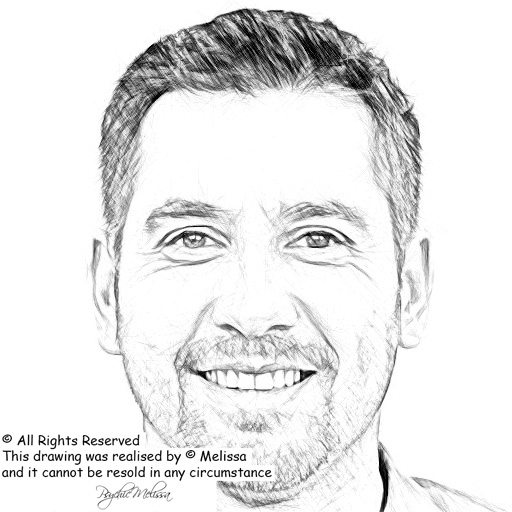 © All Rights Reserved
This drawing was realised by © Melissa
and it cannot be resold in any circumstance
Psychic Melissa